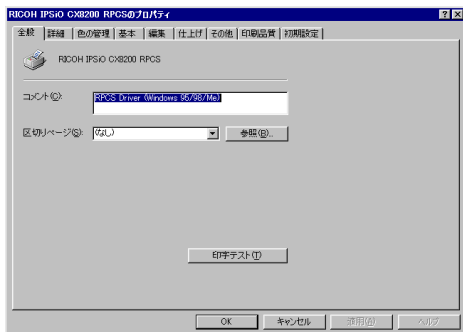 RICOH IPSiO CX8200 RPCSのプロパティ
全般 詳細 色の管理 基本 編集 仕上げ その他 印刷品質 初期設定
RICOH IPSiO CX8200 RPCS
コメント(C):
RPCS Driver (Windows 95/98/Me)
区切りページ(S):
(なし)
参照(B)...
印字テスト(T)
OK キャンセル 適用(A) ヘルプ